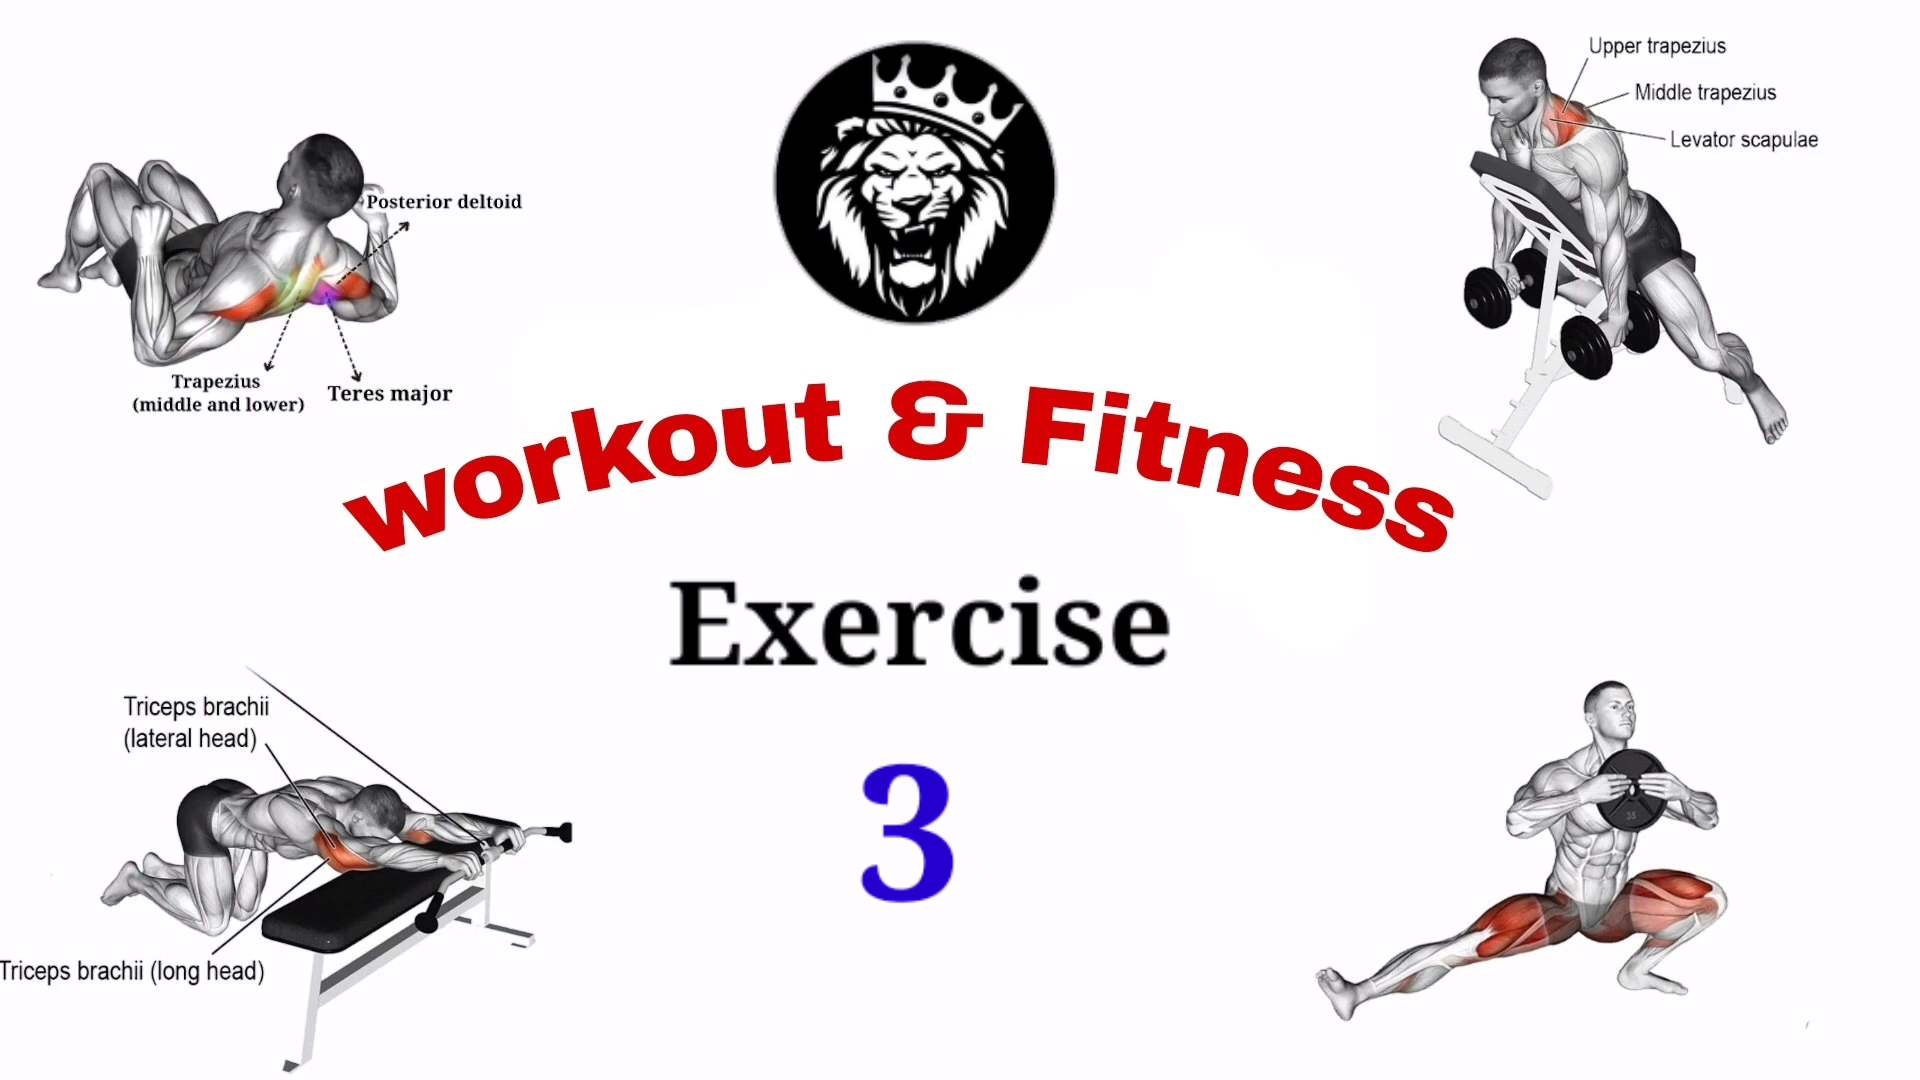 Upper trapezius
Middle trapezius
Levator scapulae
Posterior deltoid
Trapezius
(middle and lower)
Teres major
workout & Fitness
Exercise
3
Triceps brachii
(lateral head)
Triceps brachii (long head)
35